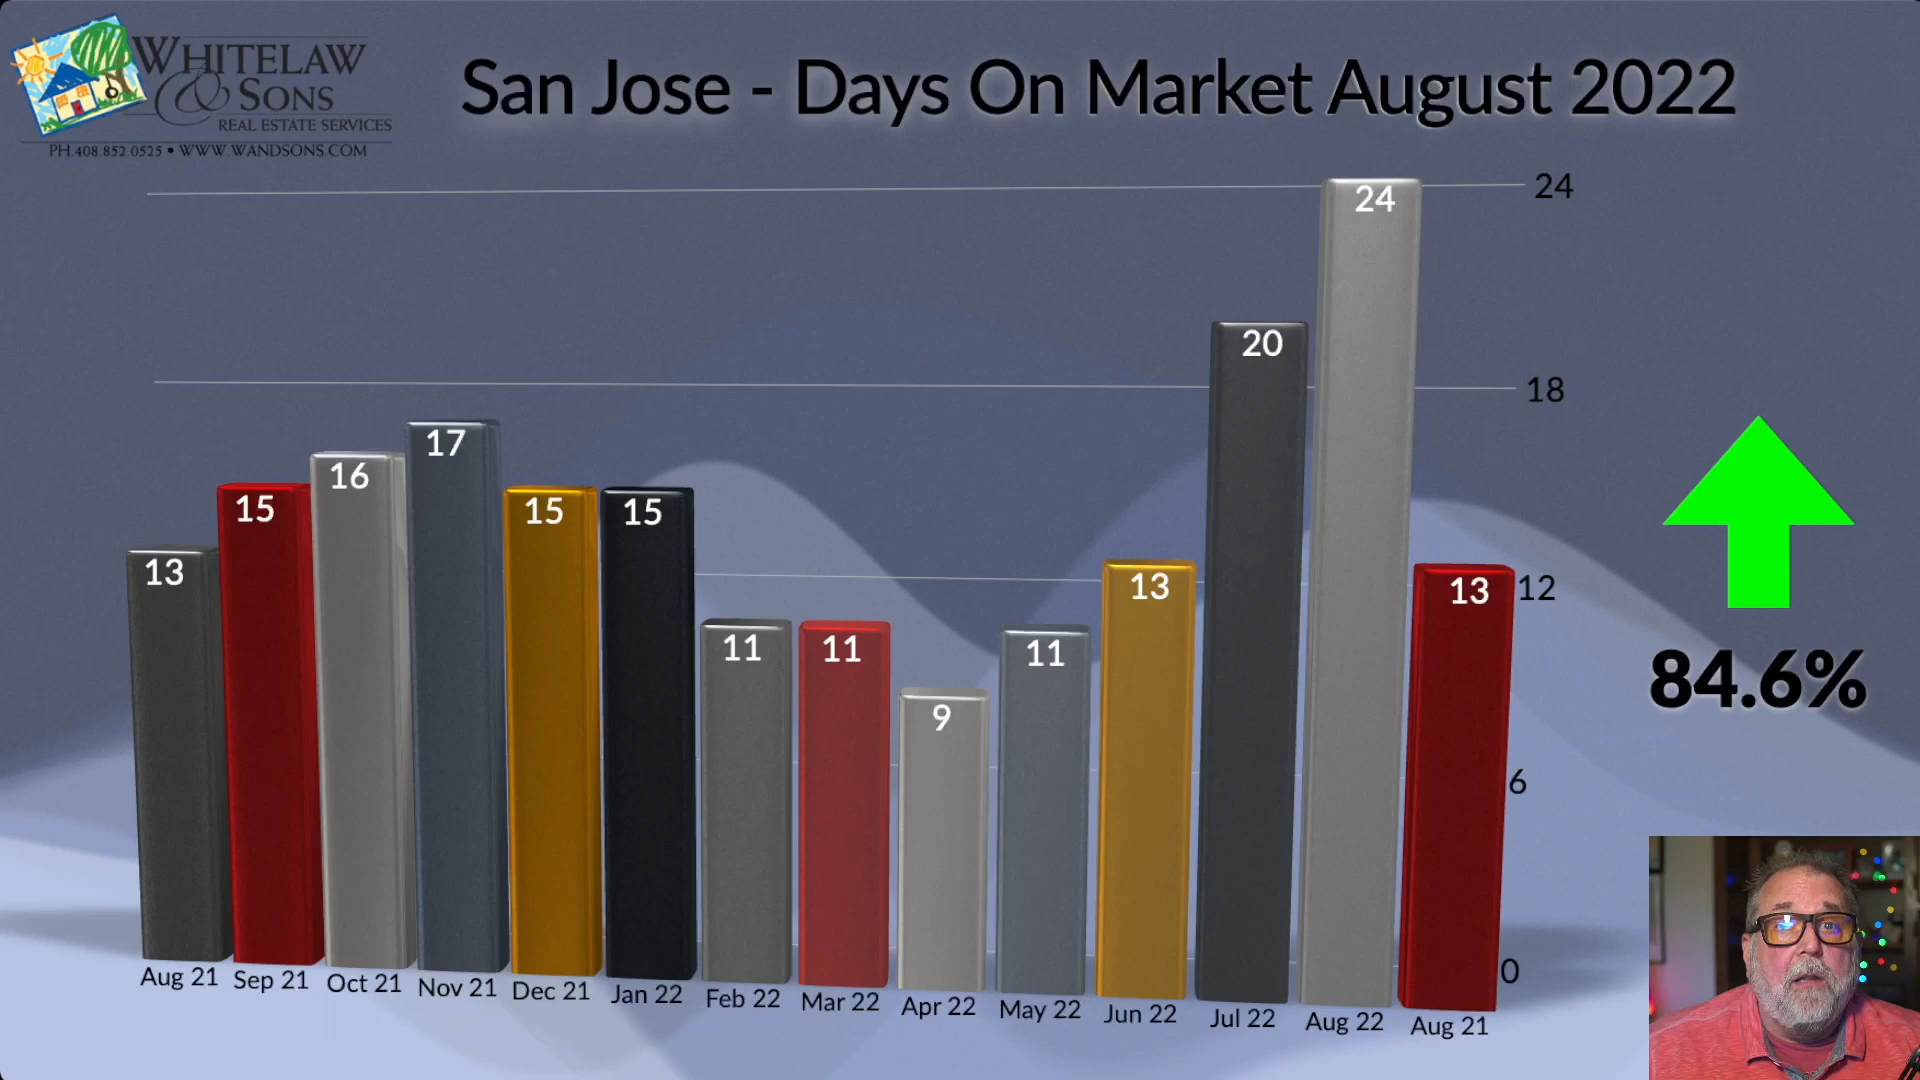 WHITELAW
& SONS
REAL ESTATE SERVICES
PH.408.852.0525 • WWW.WANDSONS.COM
San Jose - Days On Market August 2022
24
18
12
6
0
13
15
16
17
15
15
11
11
9
11
13
20
24
13
84.6%
Aug 21
Sep 21
Oct 21
Nov 21
Dec 21
Jan 22
Feb 22
Mar 22
Apr 22
May 22
Jun 22
Jul 22
Aug 22
Aug 21